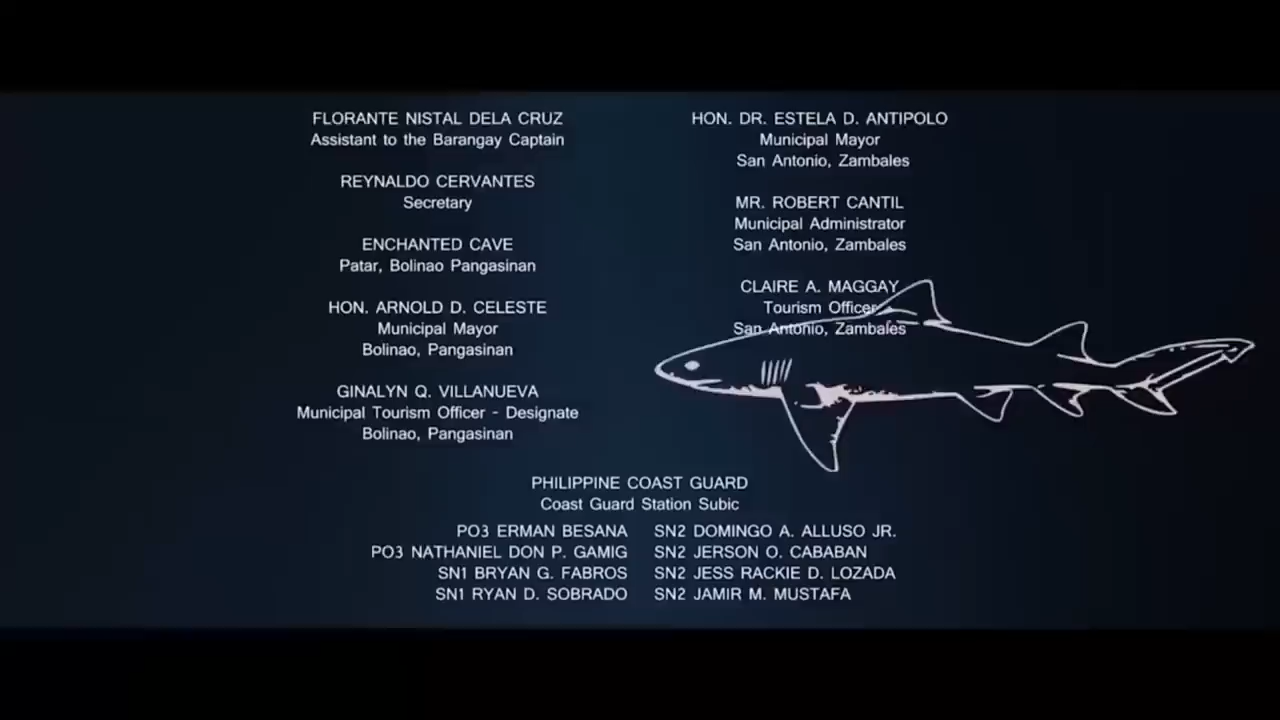 FLORANTE NISTAL DELA CRUZ
Assistant to the Barangay Captain
REYNALDO CERVANTES
Secretary
ENCHANTED CAVE
Patar, Bolinao Pangasinan
HON. ARNOLD D. CELESTE
Municipal Mayor
Bolinao, Pangasinan
GINALYN Q. VILLANUEVA
Municipal Tourism Officer - Designate
Bolinao, Pangasinan
HON. DR. ESTELA D. ANTIPOLO
Municipal Mayor
San Antonio, Zambales
MR. ROBERT CANTIL
Municipal Administrator
San Antonio, Zambales
CLAIRE A. MAGGAY
Tourism Officer
San Antonio, Zambales
PHILIPPINE COAST GUARD
Coast Guard Station Subic
PO3 ERMAN BESANA
PO3 NATHANIEL DON P. GAMIG
SN1 BRYAN G. FABROS
SN1 RYAN D. SOBRADO
SN2 DOMINGO A. ALLUSO JR.
SN2 JERSON O. CABABAN
SN2 JESS RACKIE D. LOZADA
SN2 JAMIR M. MUSTAFA